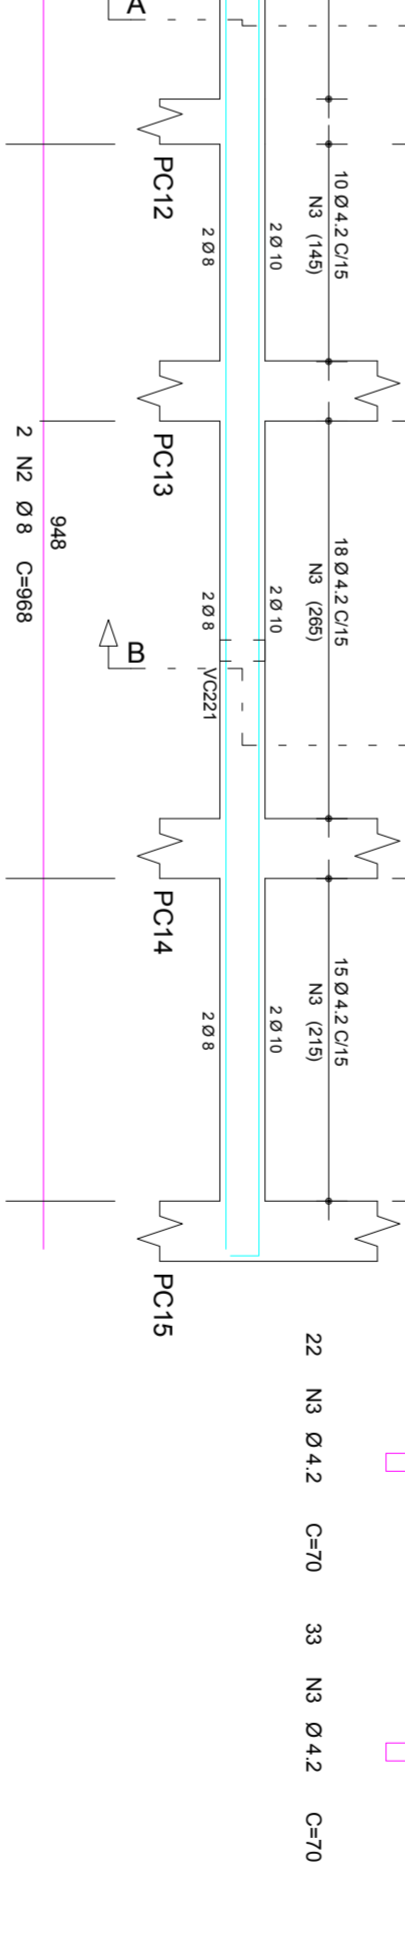 A
10 Ø 4.2 C/15
N3 (145)
2 Ø 10
2 Ø 8
PC12
PC13
18 Ø 4.2 C/15
N3 (265)
2 Ø 10
2 Ø 8
VC221
B
948
2 N2 Ø 8 C=968
PC14
15 Ø 4.2 C/15
N3 (215)
2 Ø 10
2 Ø 8
PC15
22 N3 Ø 4.2 C=70
33 N3 Ø 4.2 C=70